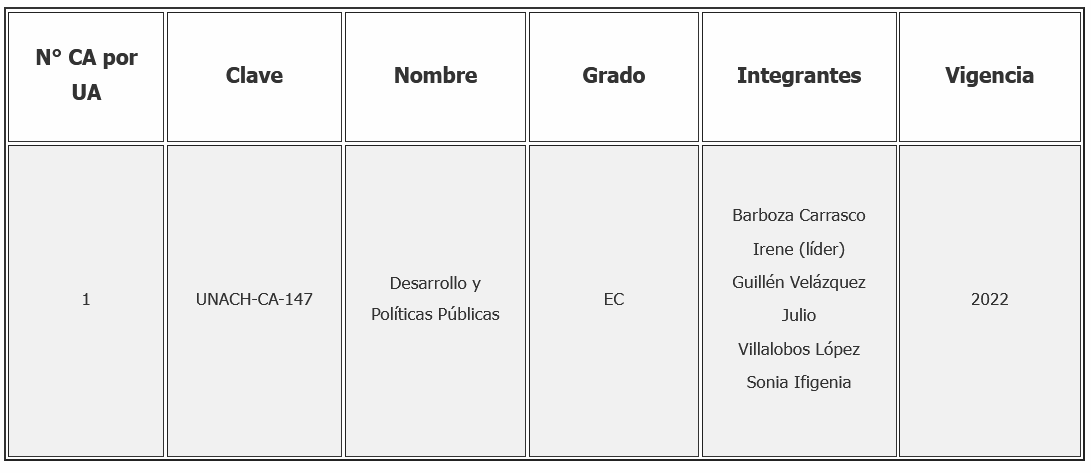 N° CA por
UA
Clave
Nombre
Grado
Integrantes
Vigencia
1
UNACH-CA-147
Desarrollo y
Políticas Públicas
EC
Barboza Carrasco
Irene (líder)
Guillén Velázquez
Julio
Villalobos López
Sonia Ifigenia
2022